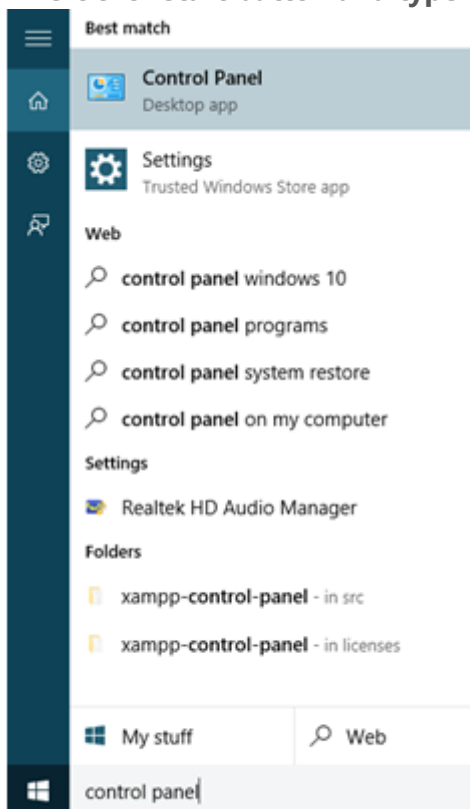 Best match
Control Panel
Desktop app
Settings
Trusted Windows Store app
Web
control panel windows 10
control panel programs
control panel system restore
control panel on my computer
Settings
Realtek HD Audio Manager
Folders
xampp-control-panel - in src
xampp-control-panel - in licenses
My stuff
Web
control panel